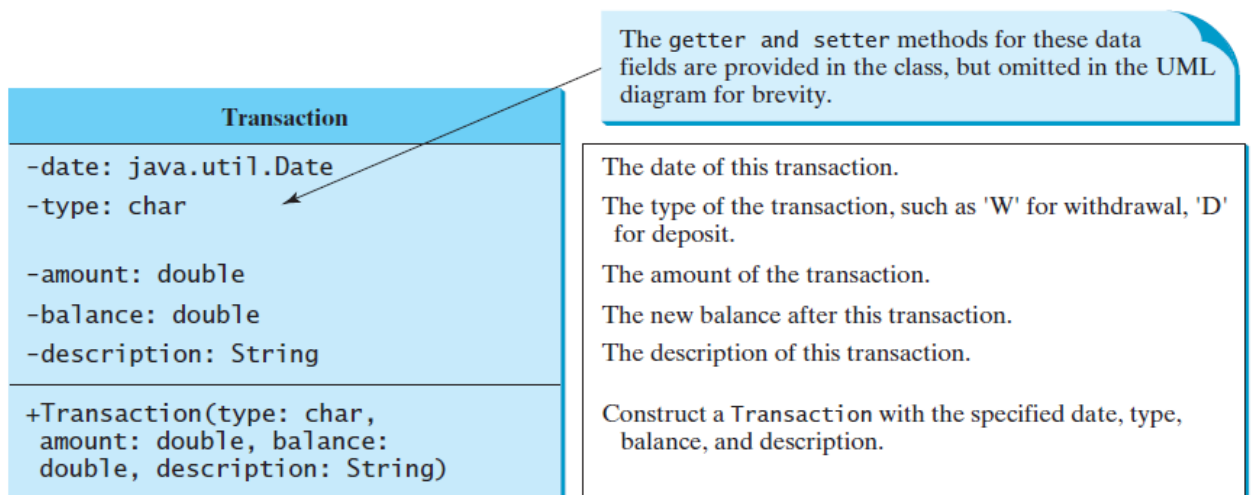 The getter and setter methods for these data
fields are provided in the class, but omitted in the UML
diagram for brevity.
Transaction
-date: java.util.Date
The date of this transaction.
-type: char
The type of the transaction, such as 'W' for withdrawal, 'D'
for deposit.
-amount: double
The amount of the transaction.
-balance: double
The new balance after this transaction.
-description: String
The description of this transaction.
+Transaction(type: char,
amount: double, balance:
double, description: String)
Construct a Transaction with the specified date, type,
balance, and description.